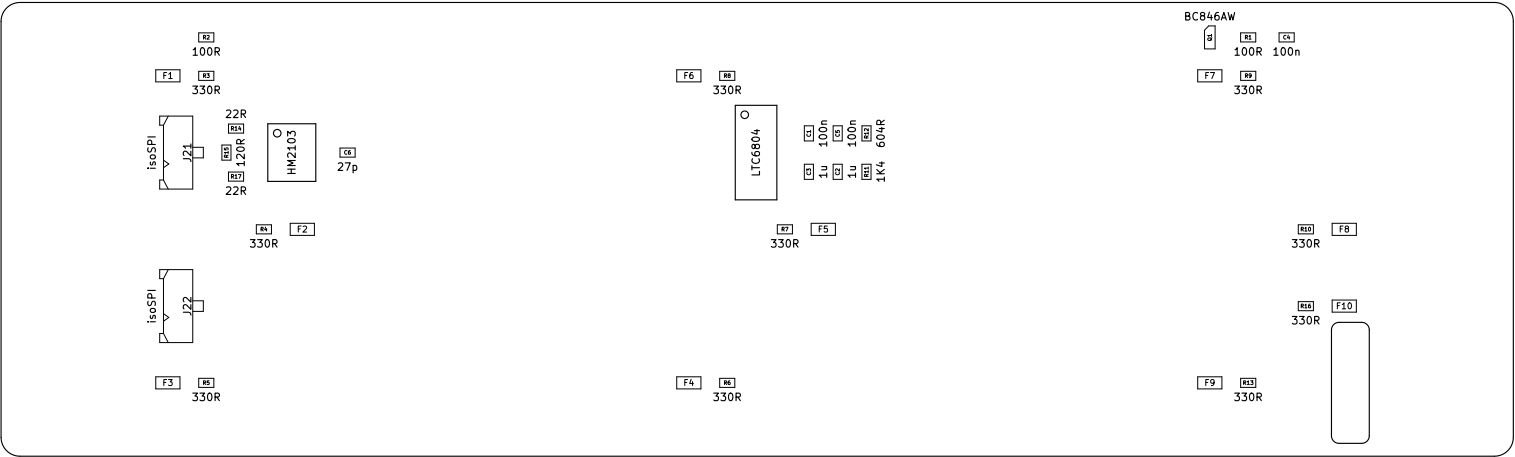 BC846AW
R2
100R
Q1
R1
100R
C4
100n
F1
R3
330R
F6
R8
330R
F7
R9
330R
isoSPI
J21
22R
R14
R15
120R
R17
22R
HM2103
C6
27p
LTC6804
C1
100n
C5
100n
R12
604R
C3
1u
C2
1u
R11
1K4
R4
330R
F2
R7
330R
F5
R10
330R
F8
isoSPI
J22
R16
330R
F10
F3
R5
330R
F4
R6
330R
F9
R13
330R